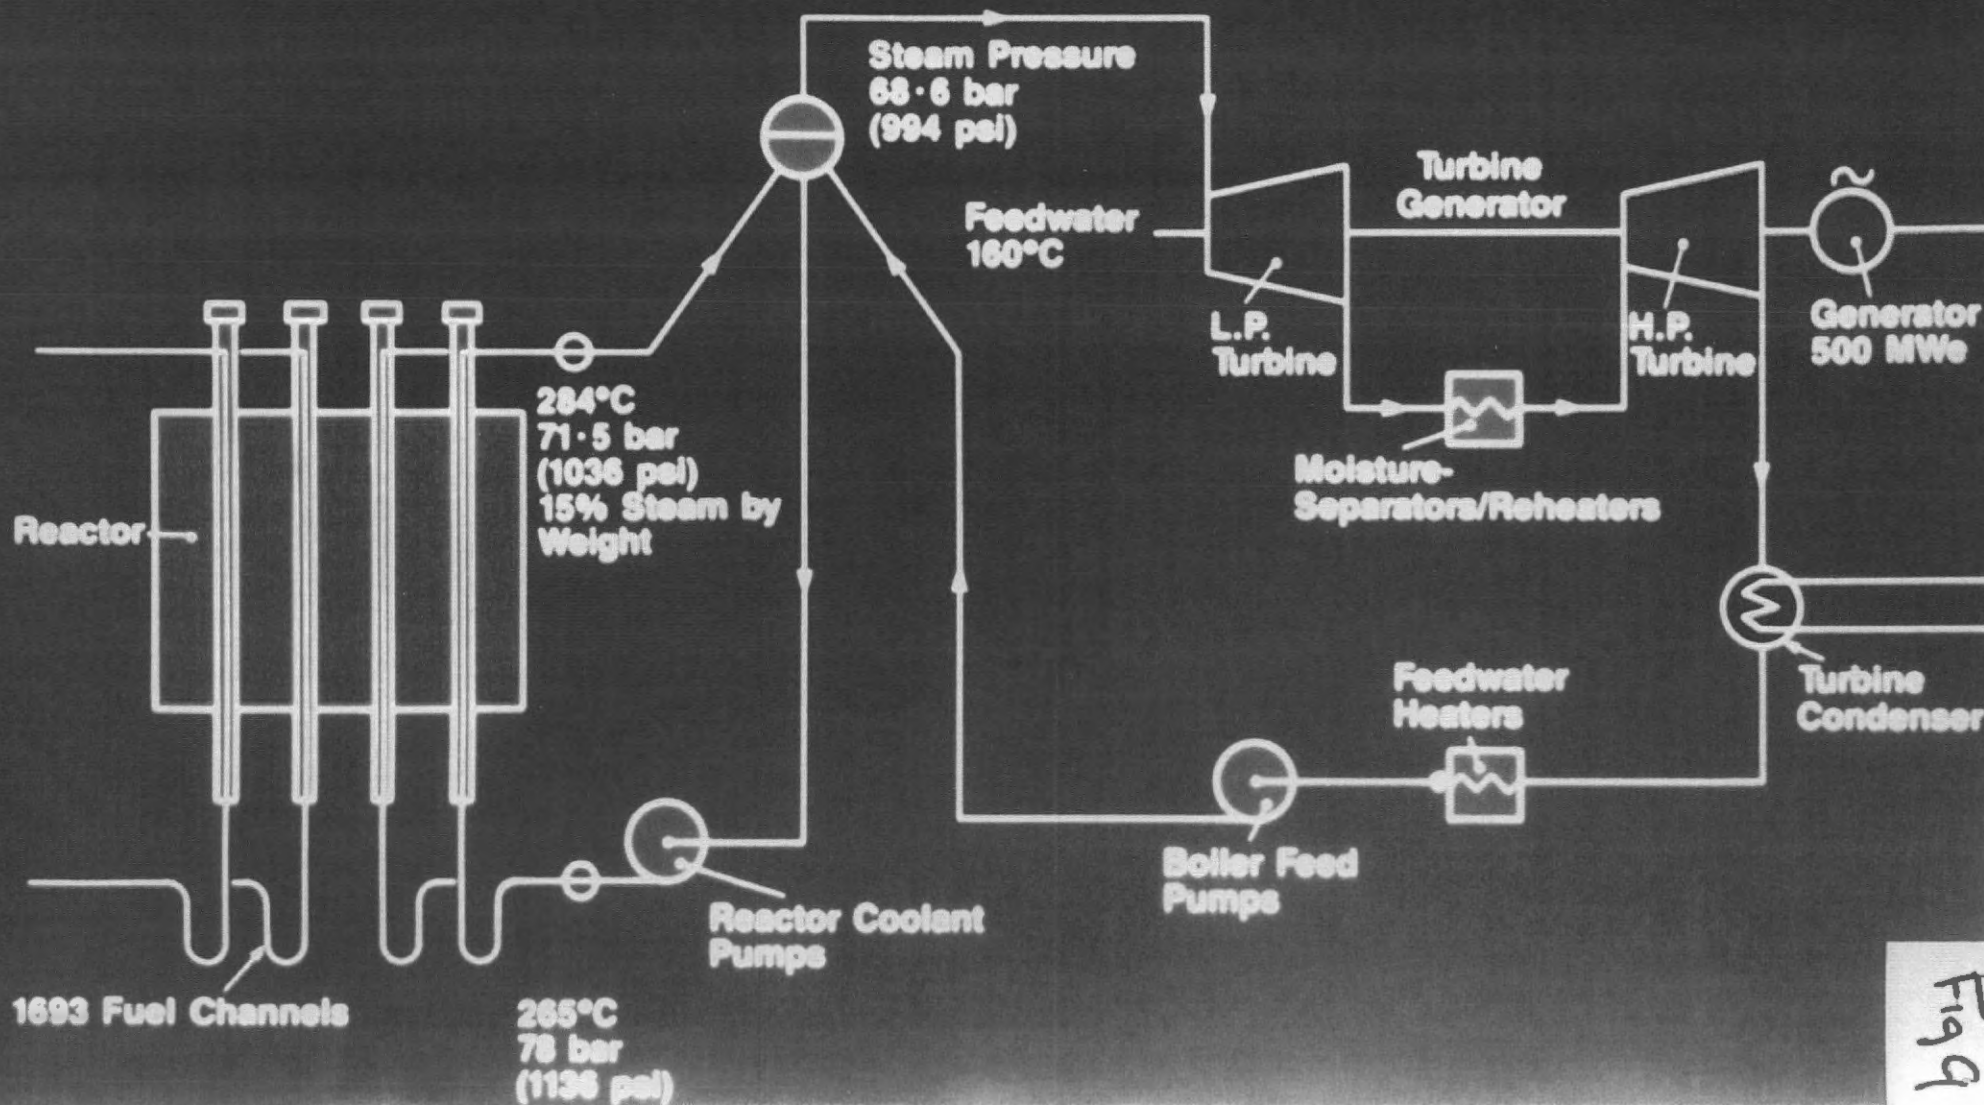 Steam Pressure
68·6 bar
(994 psi)
Turbine
Generator
Feedwater
160°C
L.P.
Turbine
H.P.
Turbine
Generator
500 MWe
284°C
71·5 bar
(1036 psi)
15% Steam by
Weight
Moisture-
Separators/Reheaters
Reactor
Feedwater
Heaters
Turbine
Condenser
Boiler Feed
Pumps
Reactor Coolant
Pumps
1693 Fuel Channels
265°C
78 bar
(1136 psi)
Fig 9